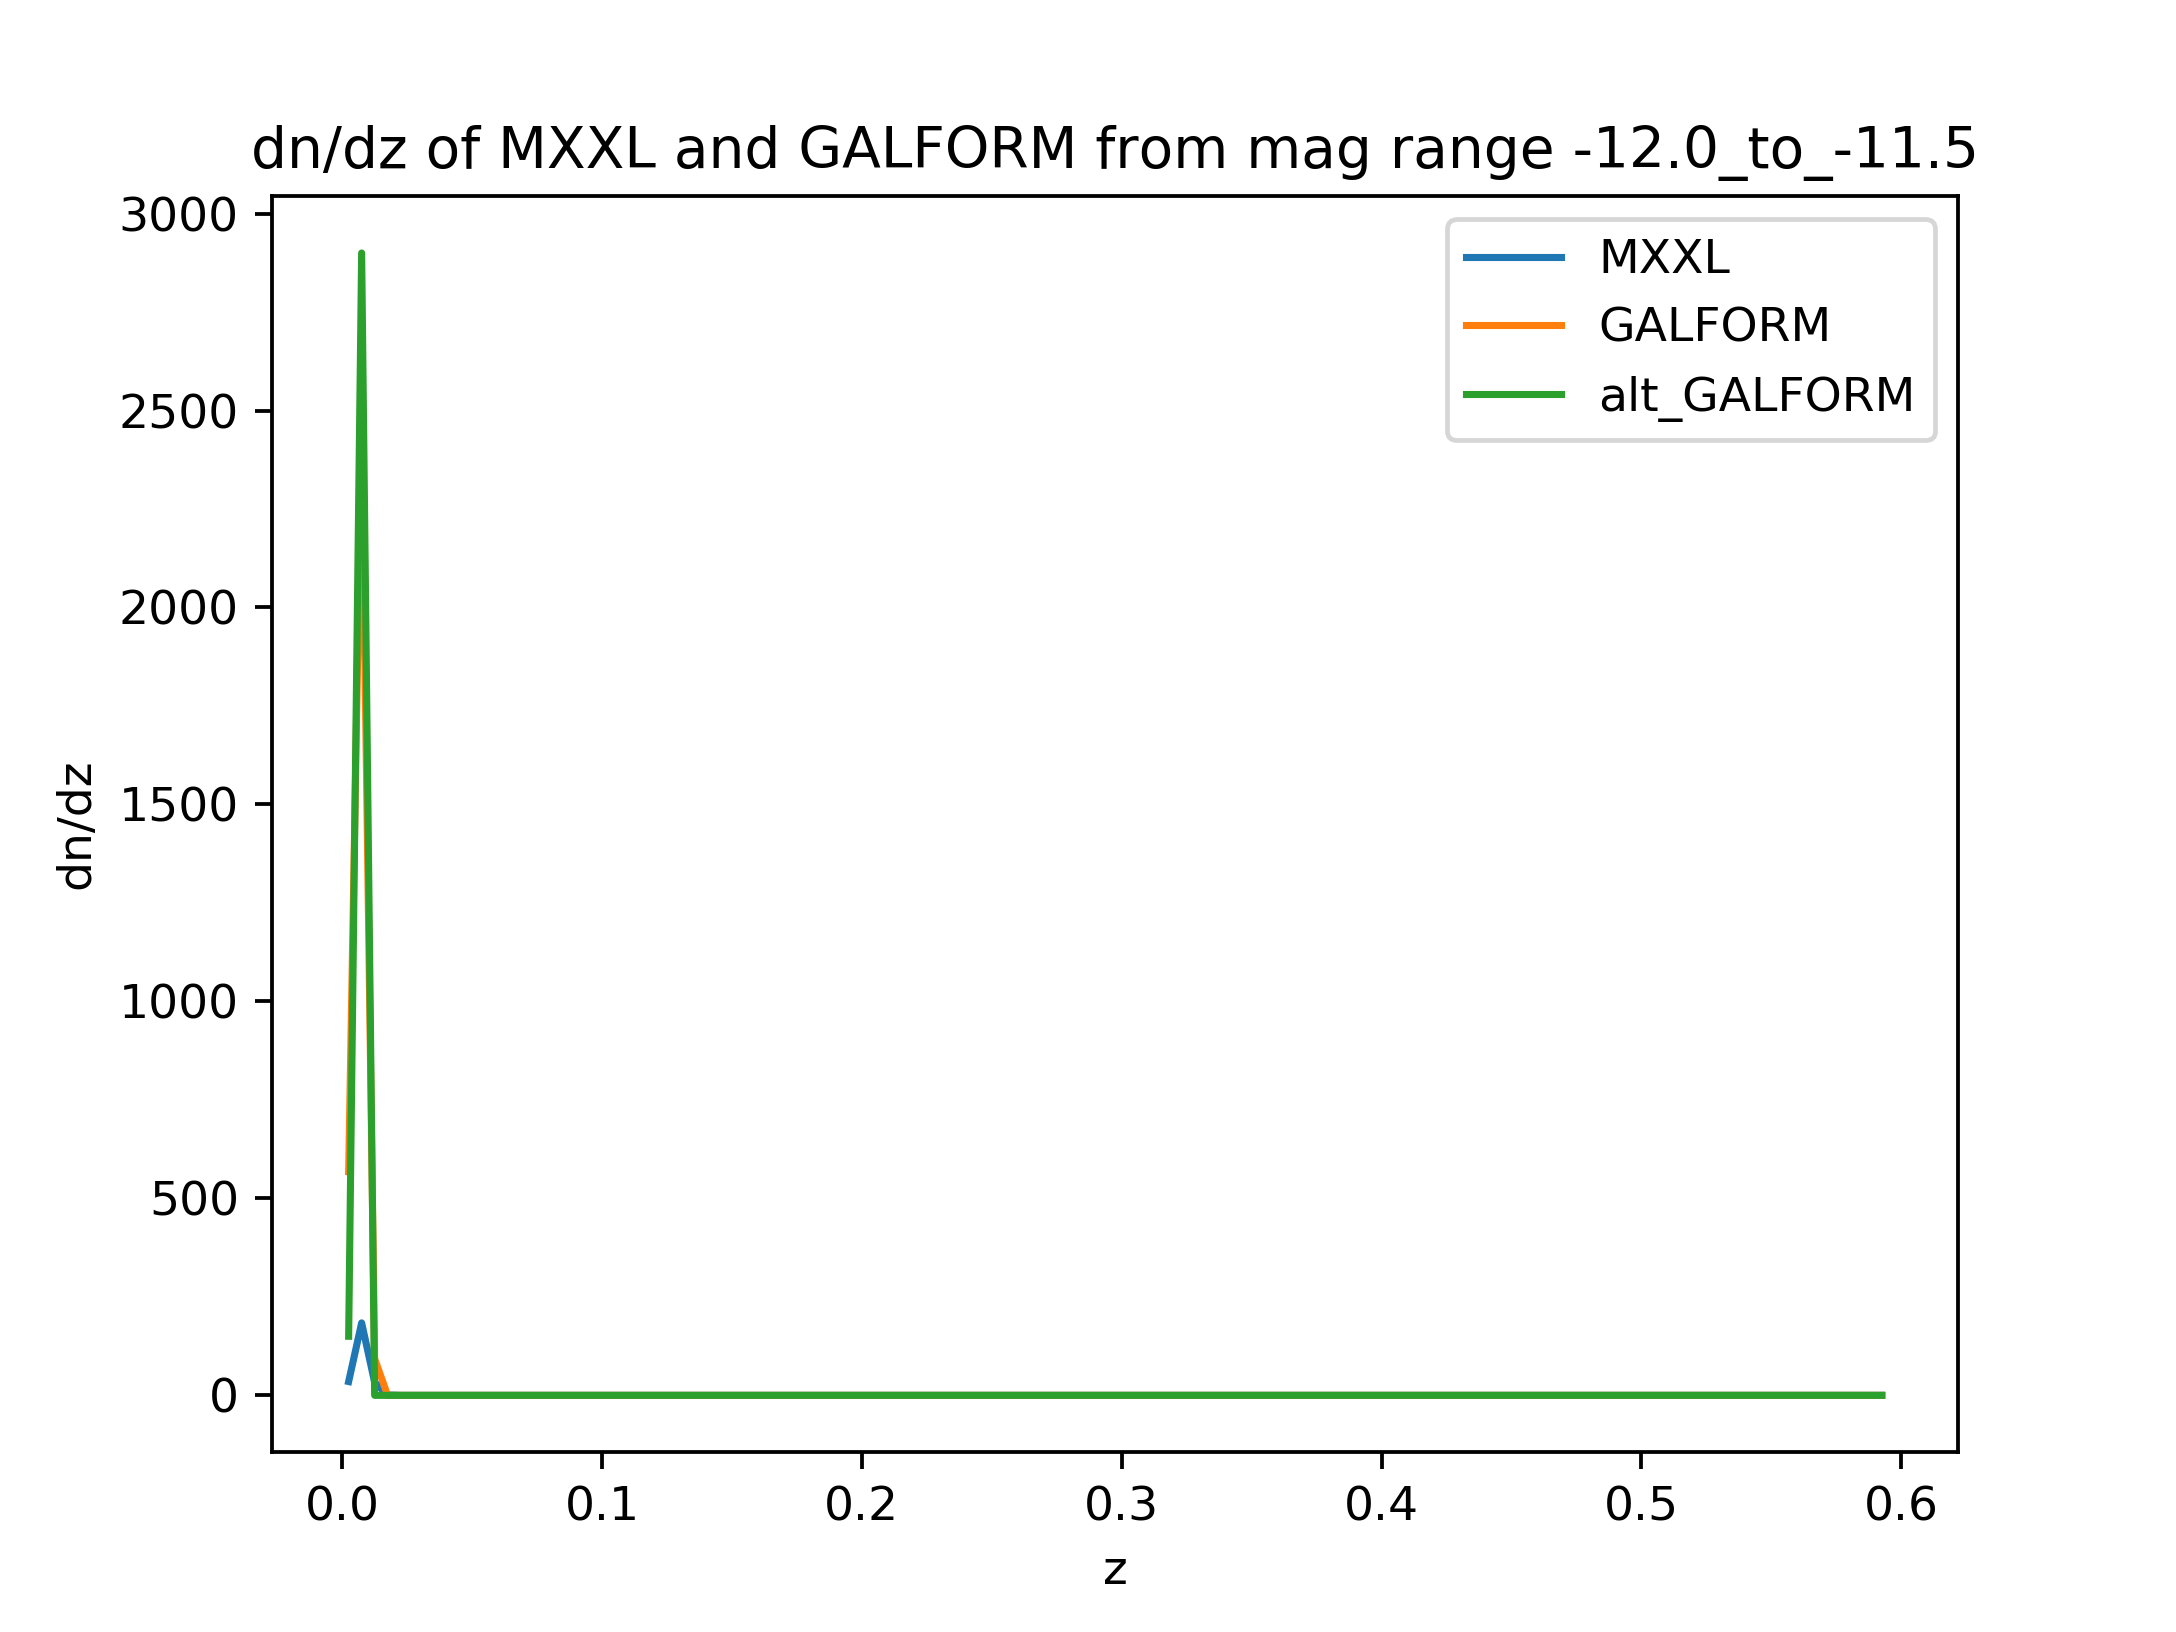 dn/dz of MXXL and GALFORM from mag range -12.0_to_-11.5
3000
2500
2000
1500
1000
500
0
dn/dz
MXXL
GALFORM
alt_GALFORM
0.0 0.1 0.2 0.3 0.4 0.5 0.6
z